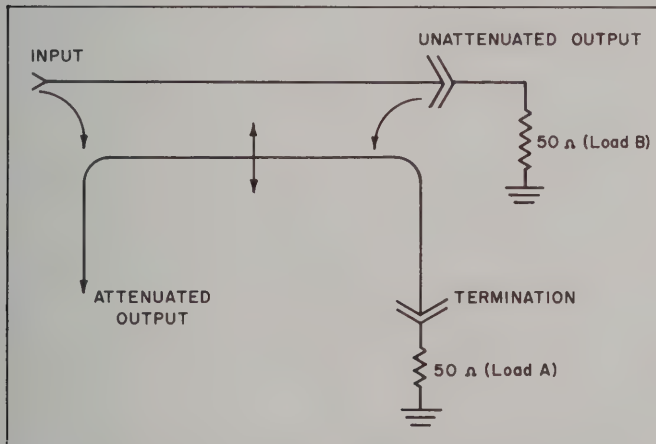 INPUT
UNATTENUATED OUTPUT
50 Ω (Load B)
ATTENUATED
OUTPUT
TERMINATION
50 Ω (Load A)